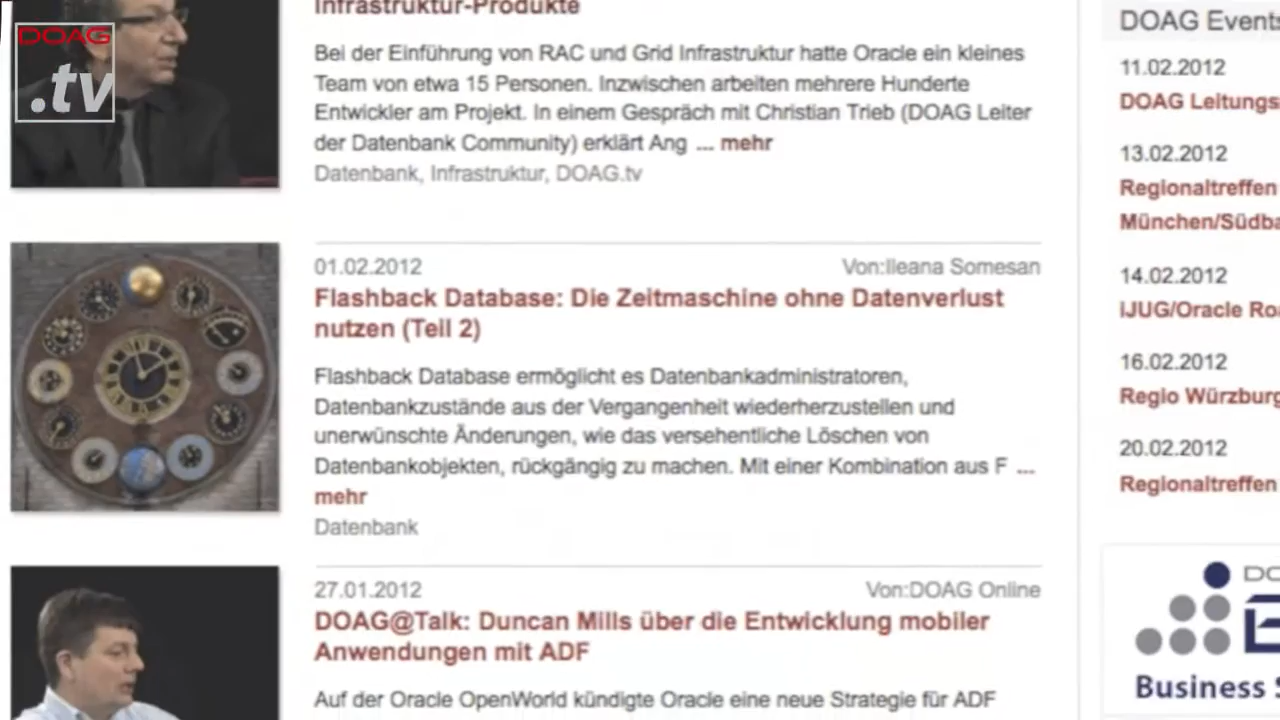 DOAG
.tv
Infrastruktur-Produkte
Bei der Einführung von RAC und Grid Infrastruktur hatte Oracle ein kleines
Team von etwa 15 Personen. Inzwischen arbeiten mehrere Hunderte
Entwickler am Projekt. In einem Gespräch mit Christian Trieb (DOAG Leiter
der Datenbank Community) erklärt Ang ... mehr
Datenbank, Infrastruktur, DOAG.tv
01.02.2012 Von:Ileana Somesan
Flashback Database: Die Zeitmaschine ohne Datenverlust
nutzen (Teil 2)
Flashback Database ermöglicht es Datenbankadministratoren,
Datenbankzustände aus der Vergangenheit wiederherzustellen und
unerwünschte Änderungen, wie das versehentliche Löschen von
Datenbankobjekten, rückgängig zu machen. Mit einer Kombination aus F ...
mehr
Datenbank
27.01.2012 Von:DOAG Online
DOAG@Talk: Duncan Mills über die Entwicklung mobiler
Anwendungen mit ADF
Auf der Oracle OpenWorld kündigte Oracle eine neue Strategie für ADF
DOAG Events
11.02.2012
DOAG Leitungs
13.02.2012
Regionaltreffen
München/Südba
14.02.2012
IJUG/Oracle Roa
16.02.2012
Regio Würzburg
20.02.2012
Regionaltreffen
DO
Business S